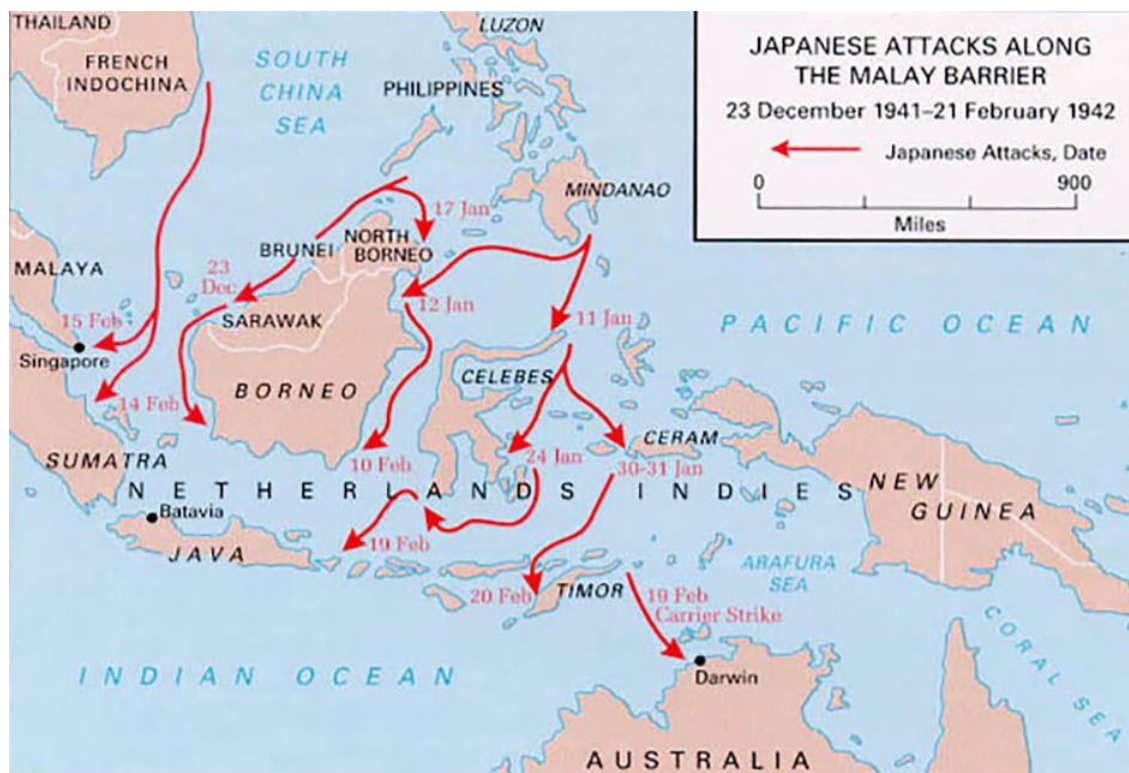 THAILAND
FRENCH
INDOCHINA
SOUTH
CHINA
SEA
LUZON
PHILIPPINES
JAPANESE ATTACKS ALONG
THE MALAY BARRIER
23 December 1941–21 February 1942
Japanese Attacks, Date
0 900
Miles
MINDANAO
17 Jan
BRUNEI
NORTH
BORNEO
MALAYA
23
Dec
12 Jan
11 Jan
PACIFIC OCEAN
15 Feb
SARAWAK
Singapore
CELEBES
BORNEO
14 Feb
CERAM
SUMATRA
10 Feb
24 Jan
30-31 Jan
NETHERLANDS INDIES
NEW
GUINEA
Batavia
JAVA
19 Feb
ARAFURA
SEA
20 Feb
TIMOR
19 Feb
Carrier Strike
CORAL SEA
INDIAN OCEAN
Darwin
AUSTRALIA